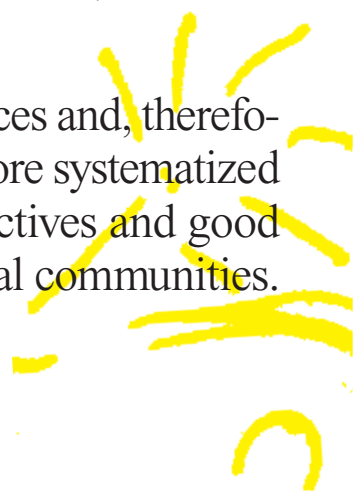 ces and, therefo-
ore systematized
ctives and good
al communities.